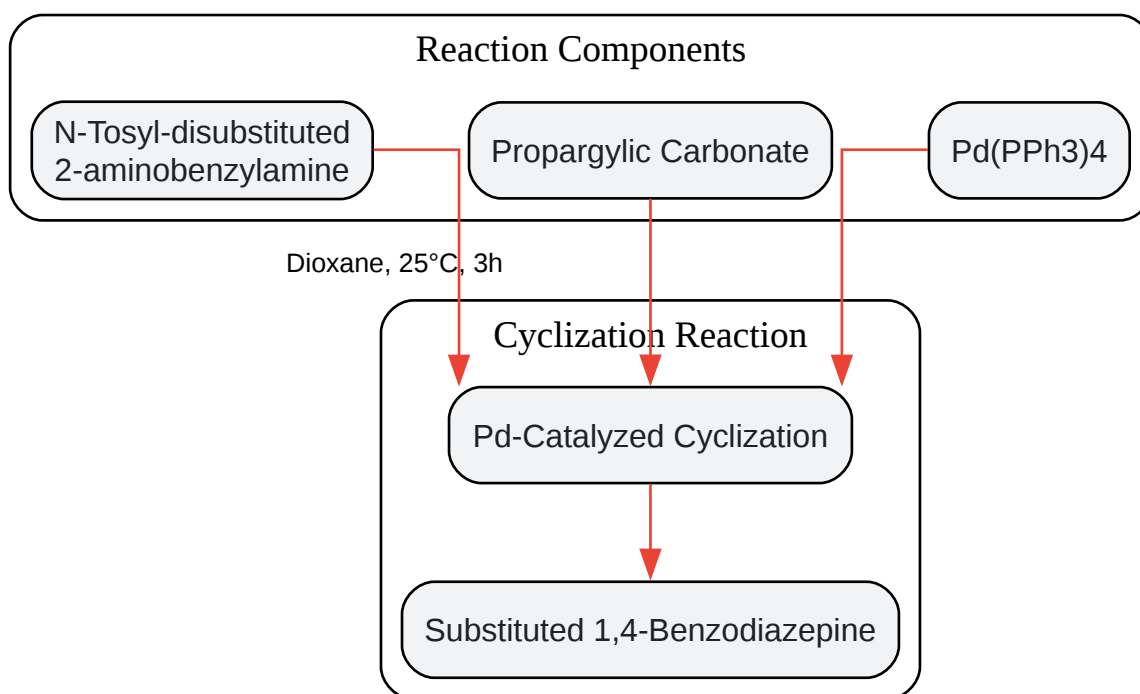 Reaction Components
N-Tosyl-disubstituted
2-aminobenzylamine
Propargylic Carbonate
Pd(PPh3)4
Dioxane, 25°C, 3h
Cyclization Reaction
Pd-Catalyzed Cyclization
Substituted 1,4-Benzodiazepine